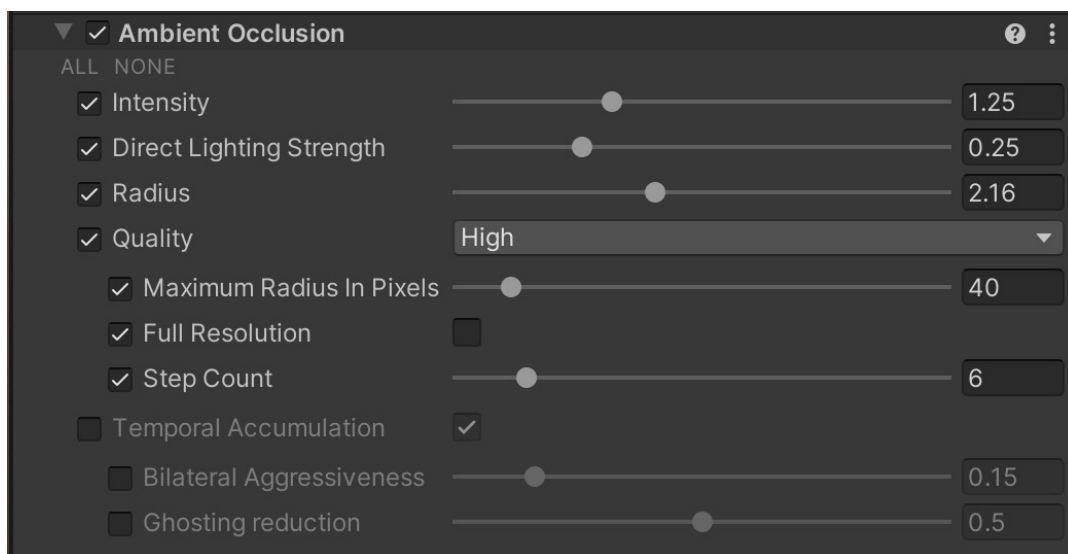 Ambient Occlusion
ALL NONE
Intensity 1.25
Direct Lighting Strength 0.25
Radius 2.16
Quality High
Maximum Radius In Pixels 40
Full Resolution
Step Count 6
Temporal Accumulation
Bilateral Aggressiveness 0.15
Ghosting reduction 0.5